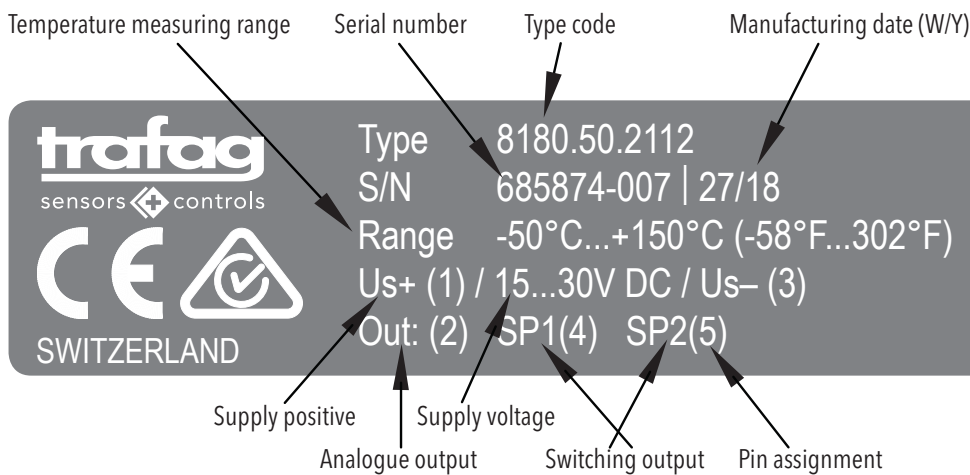 Temperature measuring range Serial number Type code Manufacturing date (W/Y)
trafag
sensors controls
CE
SWITZERLAND
Type 8180.50.2112
S/N 685874-007 | 27/18
Range -50°C...+150°C (-58°F...302°F)
Us+ (1) / 15...30V DC / Us– (3)
Out: (2) SP1(4) SP2(5)
Supply positive Supply voltage
Analogue output Switching output Pin assignment